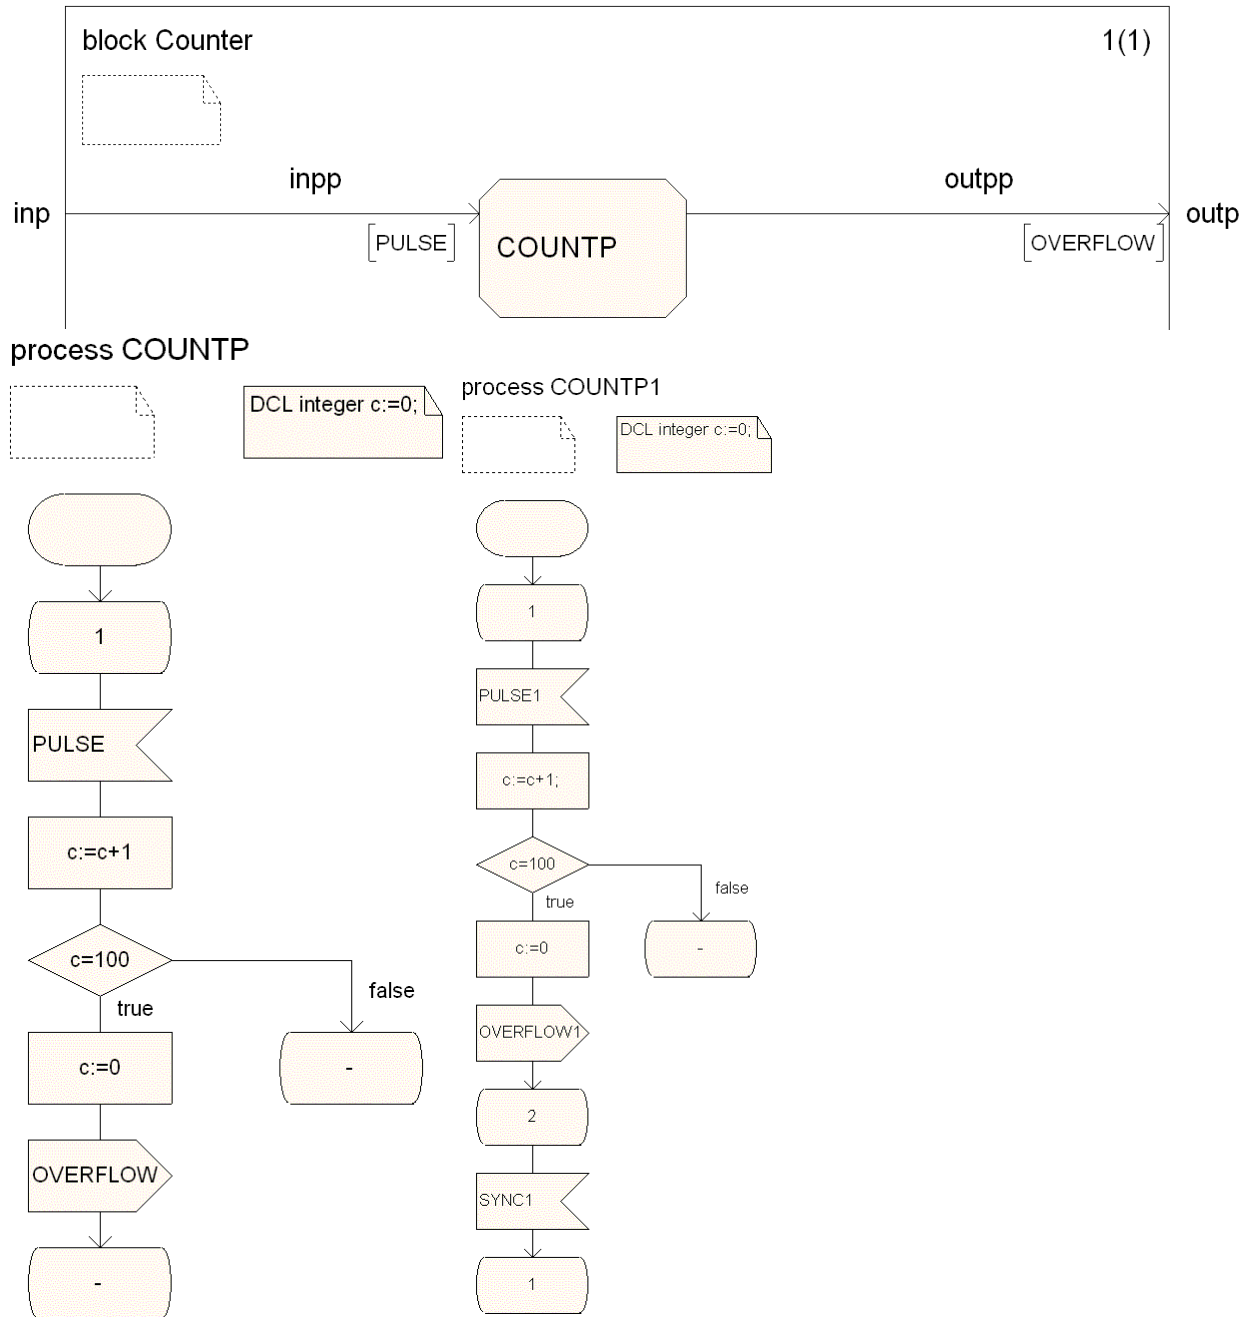 block Counter
1(1)
inpp
outpp
inp
outp
[PULSE]
COUNTP
[OVERFLOW]
process COUNTP
DCL integer c:=0;
1
PULSE
c:=c+1
c=100
false
true
c:=0
-
OVERFLOW
-
process COUNTP1
DCL integer c:=0;
1
PULSE1
c:=c+1;
c=100
false
true
c:=0
-
OVERFLOW1
2
SYNC1
1